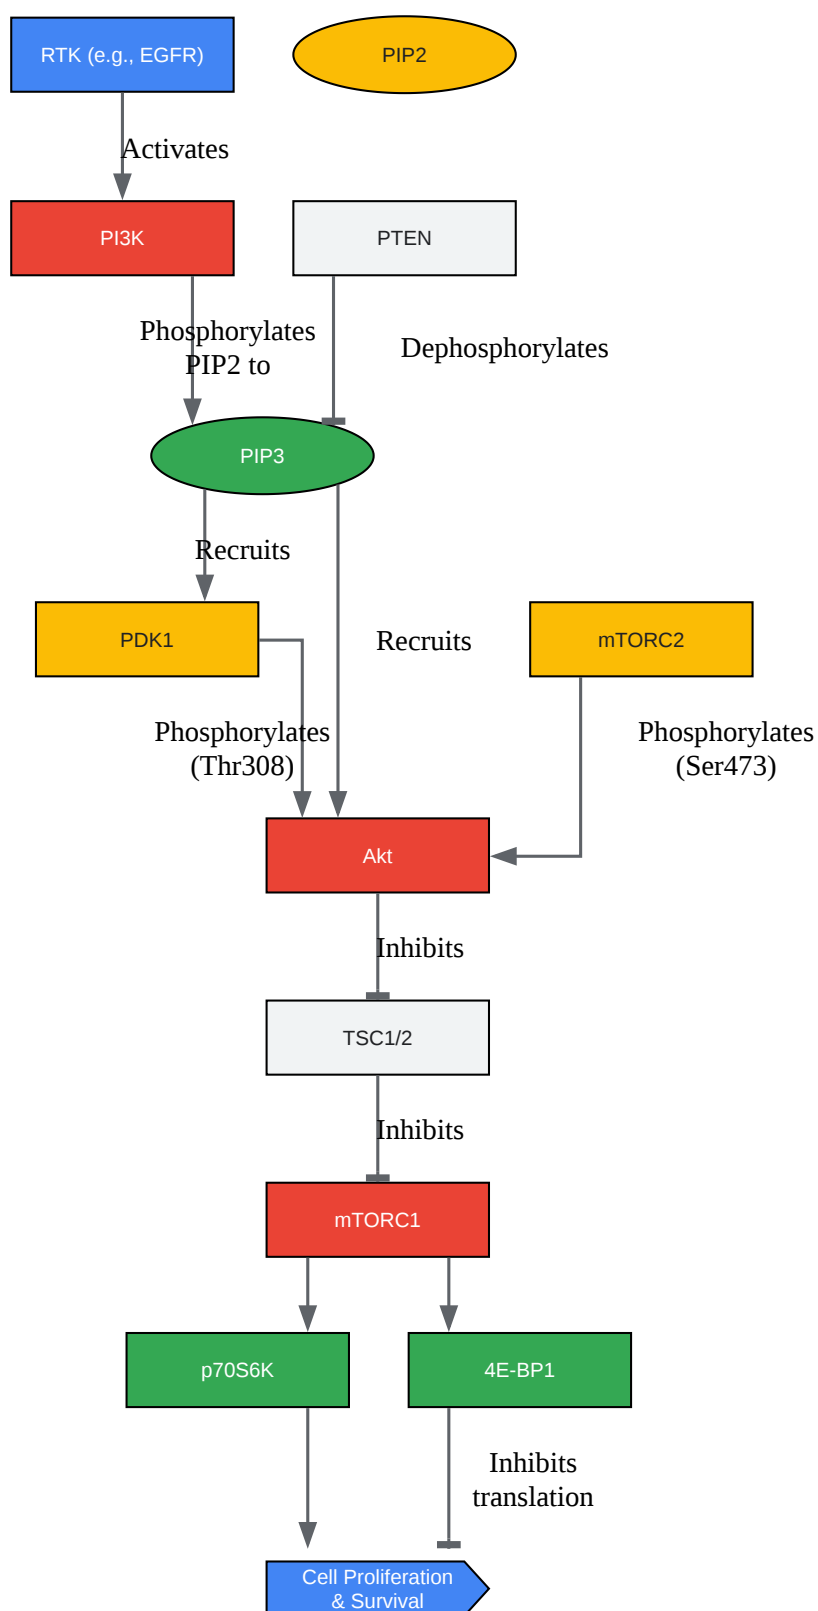 RTK (e.g., EGFR)
PIP2
Activates
PI3K
PTEN
Phosphorylates
PIP2 to
Dephosphorylates
PIP3
Recruits
PDK1
Recruits
mTORC2
Phosphorylates
(Thr308)
Phosphorylates
(Ser473)
Akt
Inhibits
TSC1/2
Inhibits
mTORC1
p70S6K
4E-BP1
Inhibits
translation
Cell Proliferation
& Survival